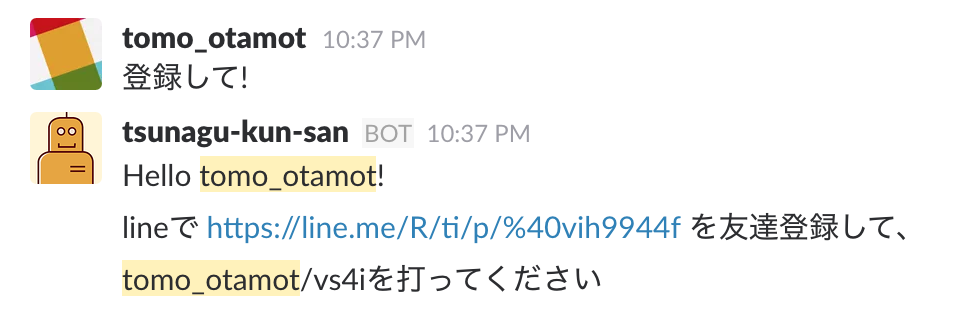 tomo_otamot 10:37 PM
登録して!
tsunagu-kun-san BOT 10:37 PM
Hello tomo_otamot!
lineで https://line.me/R/ti/p/%40vih9944f を友達登録して、
tomo_otamot/vs4iを打ってください